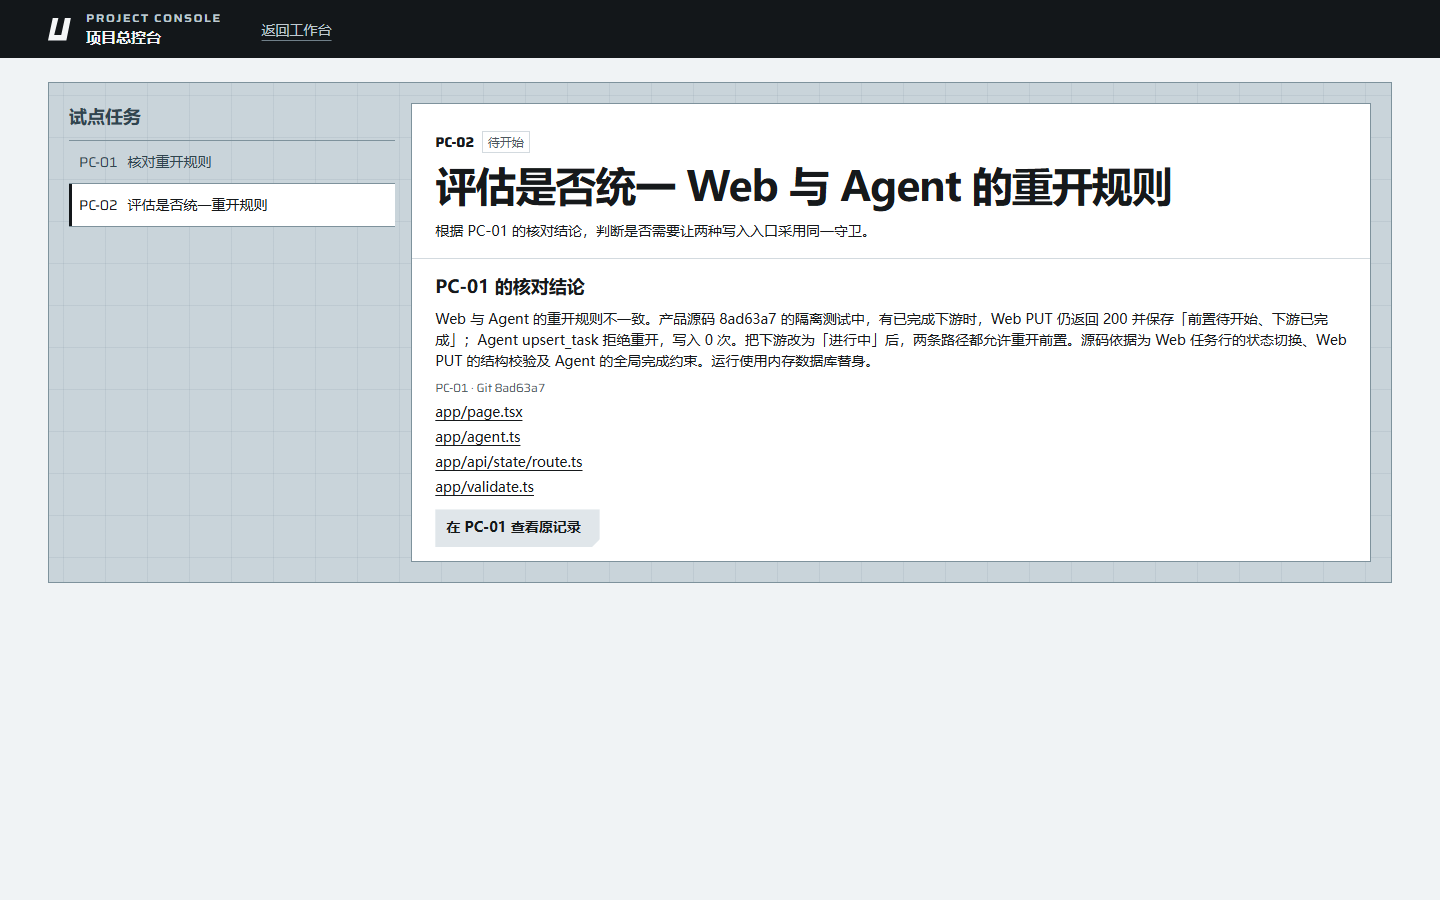 PROJECT CONSOLE
项目总控台
返回工作台
试点任务
PC-01 核对重开规则
PC-02 评估是否统一重开规则
PC-02 待开始
评估是否统一 Web 与 Agent 的重开规则
根据 PC-01 的核对结论，判断是否需要让两种写入入口采用同一守卫。
PC-01 的核对结论
Web 与 Agent 的重开规则不一致。产品源码 8ad63a7 的隔离测试中，有已完成下游时，Web PUT 仍返回 200 并保存「前置待开始、下游已完
成」；Agent upsert_task 拒绝重开，写入 0 次。把下游改为「进行中」后，两条路径都允许重开前置。源码依据为 Web 任务行的状态切换、Web
PUT 的结构校验及 Agent 的全局完成约束。运行使用内存数据库替身。
PC-01 · Git 8ad63a7
app/page.tsx
app/agent.ts
app/api/state/route.ts
app/validate.ts
在 PC-01 查看原记录